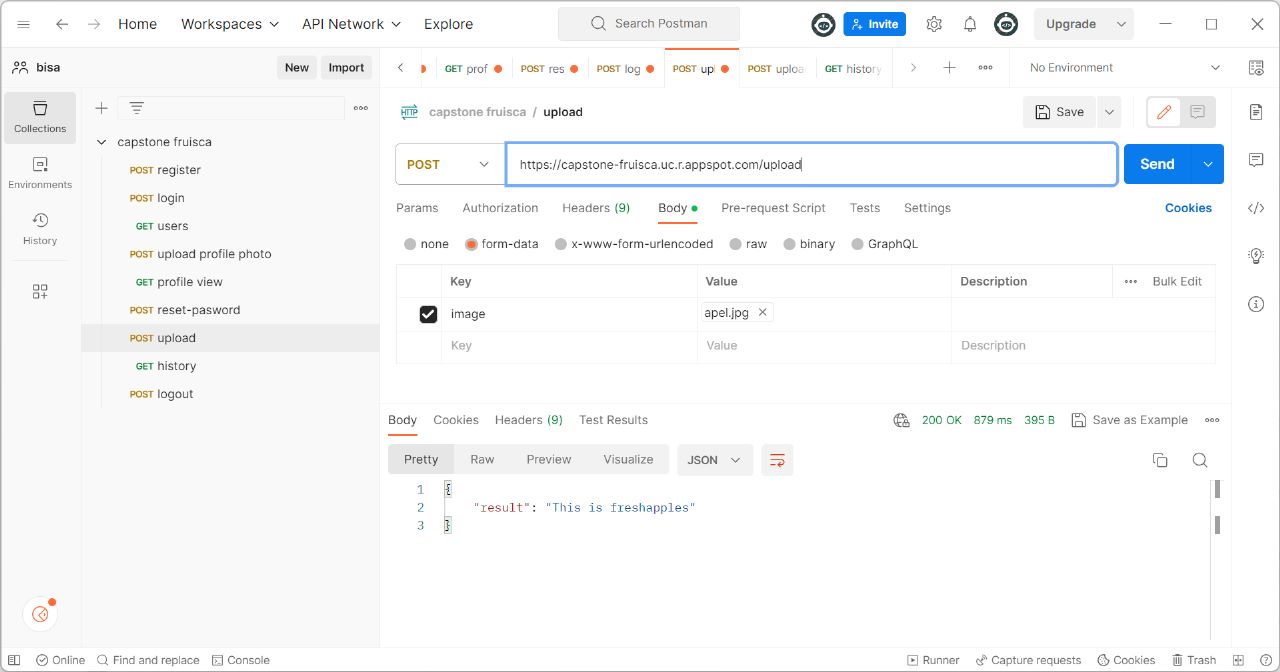 Home Workspaces API Network Explore Search Postman Invite Upgrade
bisa New Import GET prof POST res POST log POST upl POST uploa GET history No Environment
Collections
Environments
History
capstone fruisca
POST register
POST login
GET users
POST upload profile photo
GET profile view
POST reset-pasword
POST upload
GET history
POST logout
HTTP capstone fruisca / upload Save
POST https://capstone-fruisca.uc.r.appspot.com/upload Send
Params Authorization Headers (9) Body Pre-request Script Tests Settings Cookies
none form-data x-www-form-urlencoded raw binary GraphQL
Key Value Description Bulk Edit
image apel.jpg
Key Value Description
Body Cookies Headers (9) Test Results 200 OK 879 ms 395 B Save as Example
Pretty Raw Preview Visualize JSON
1 {
2 "result": "This is freshapples"
3 }
Online Find and replace Console Runner Capture requests Cookies Trash